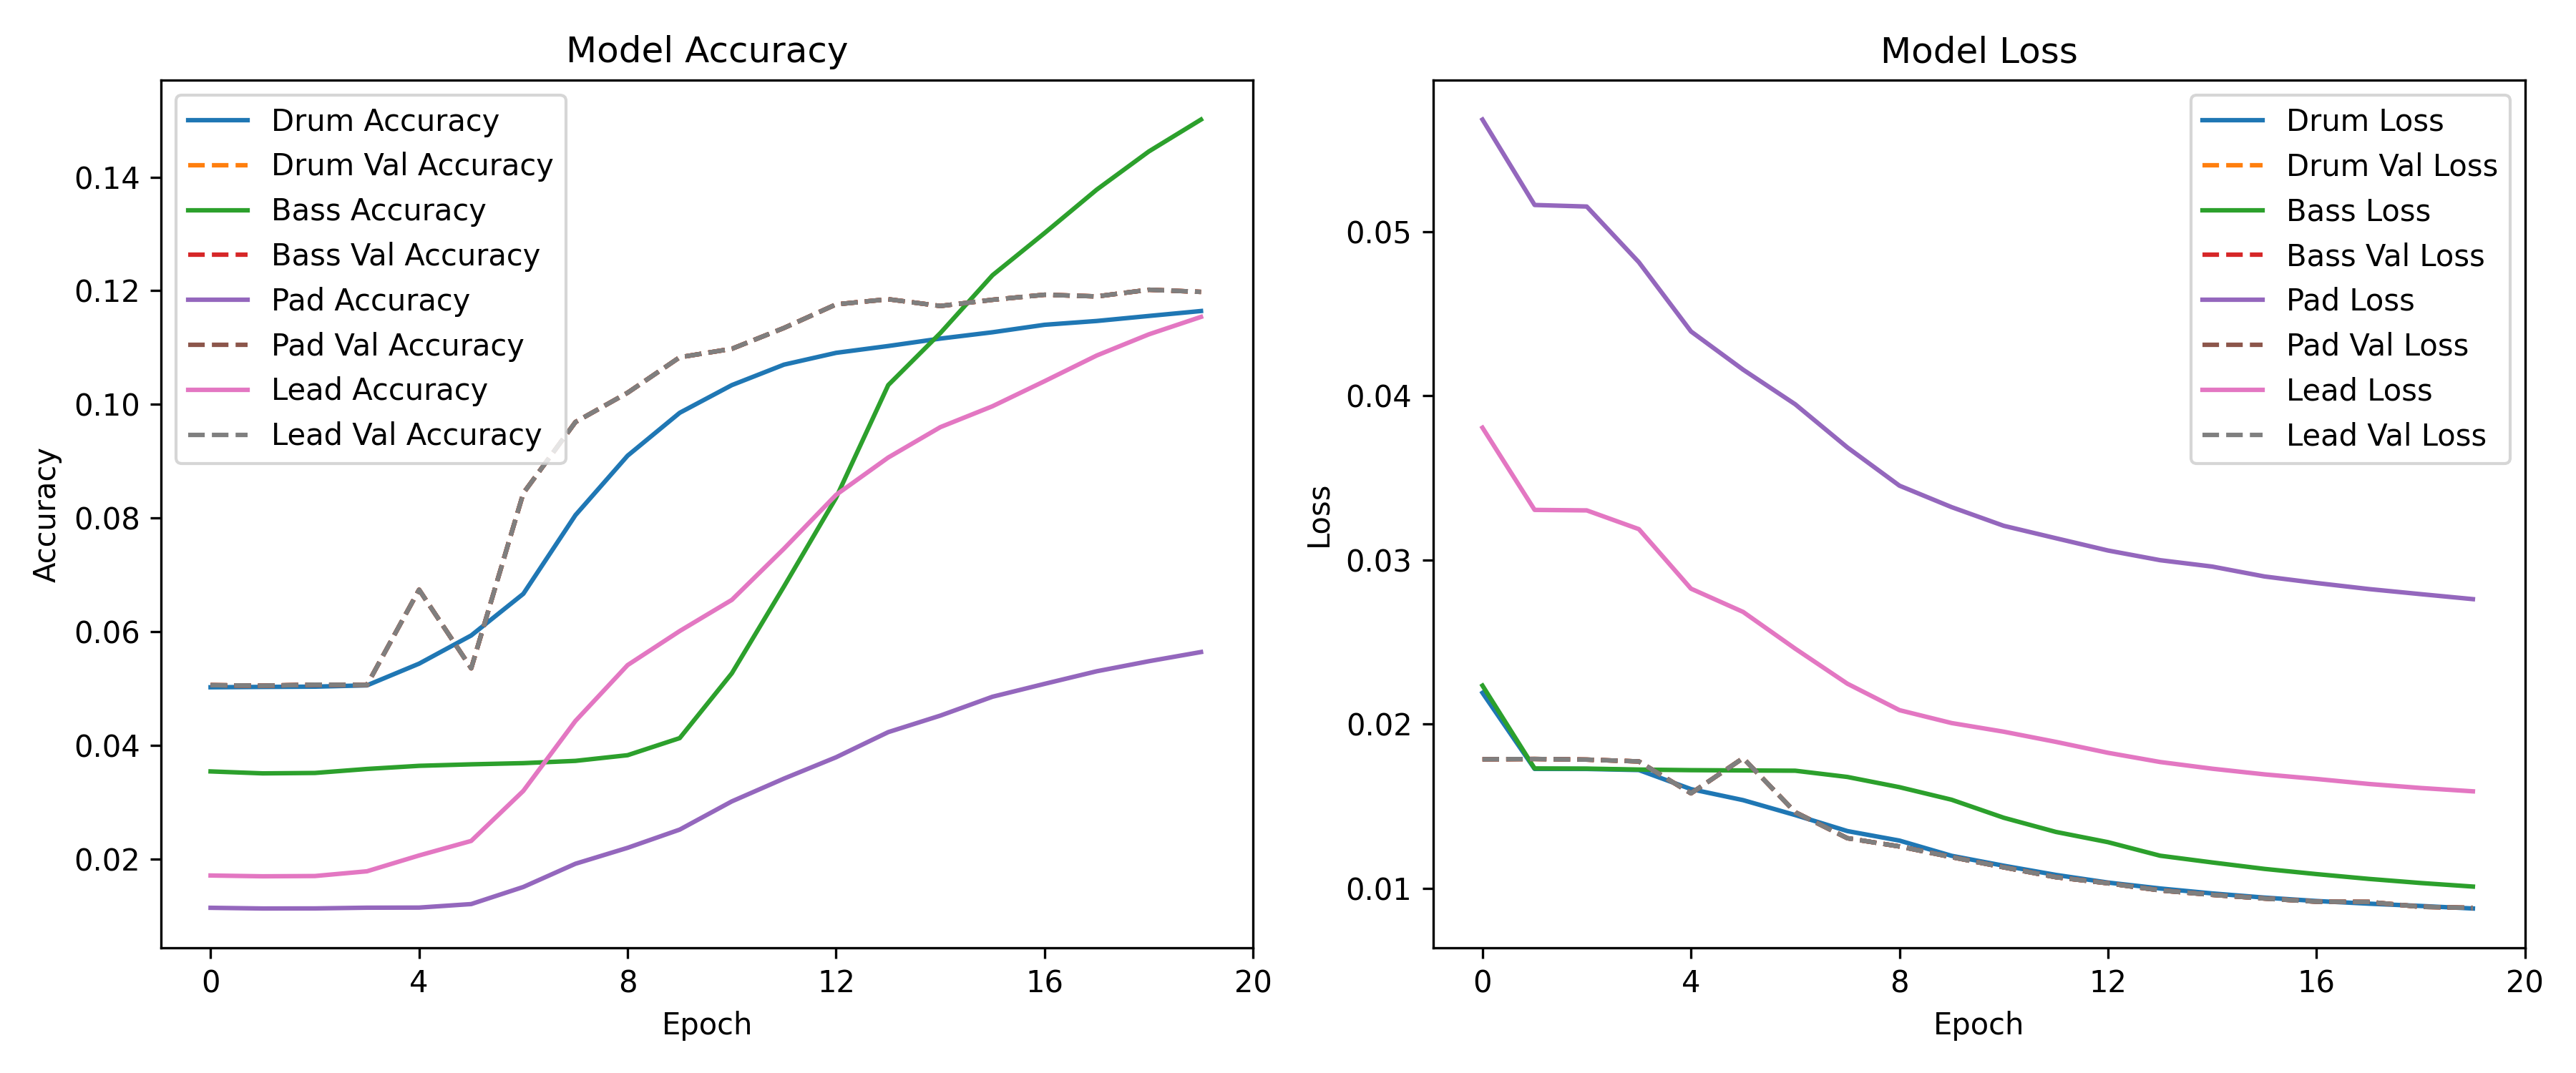 Model Accuracy
Drum Accuracy
Drum Val Accuracy
Bass Accuracy
Bass Val Accuracy
Pad Accuracy
Pad Val Accuracy
Lead Accuracy
Lead Val Accuracy
0.14
0.12
0.10
0.08
0.06
0.04
0.02
Accuracy
0 4 8 12 16 20
Epoch
Model Loss
Drum Loss
Drum Val Loss
Bass Loss
Bass Val Loss
Pad Loss
Pad Val Loss
Lead Loss
Lead Val Loss
0.05
0.04
0.03
0.02
0.01
Loss
0 4 8 12 16 20
Epoch